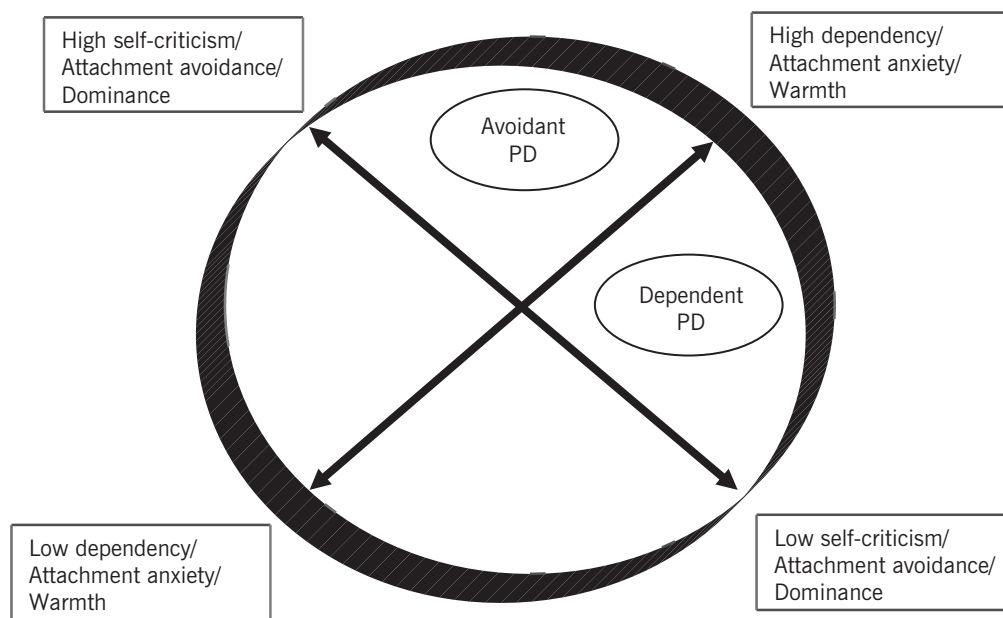 High self-criticism/
Attachment avoidance/
Dominance
High dependency/
Attachment anxiety/
Warmth
Avoidant
PD
Dependent
PD
Low dependency/
Attachment anxiety/
Warmth
Low self-criticism/
Attachment avoidance/
Dominance